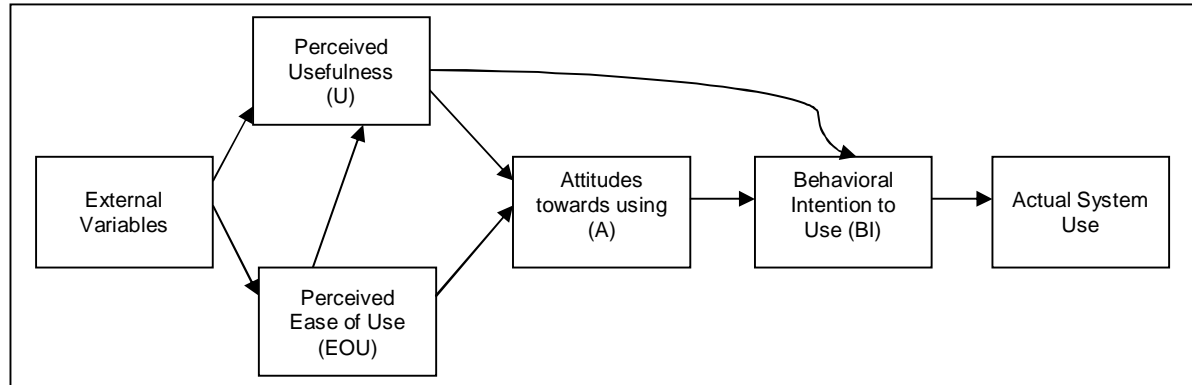 Perceived
Usefulness
(U)
External
Variables
Perceived
Ease of Use
(EOU)
Attitudes
towards using
(A)
Behavioral
Intention to
Use (BI)
Actual System
Use